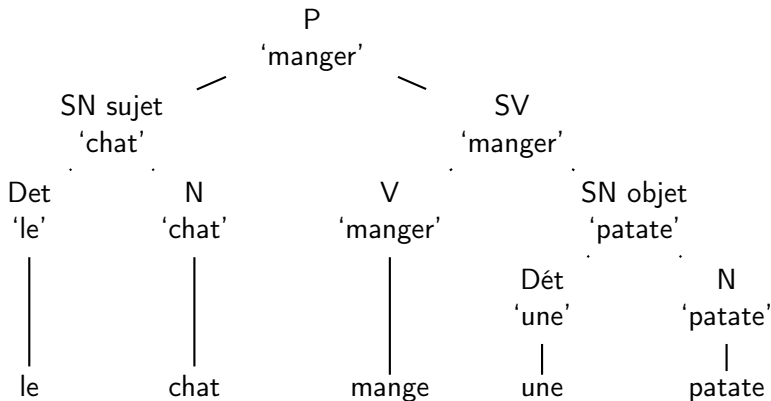 P
‘manger’
SN sujet
‘chat’
SV
‘manger’
Det
‘le’
N
‘chat’
V
‘manger’
SN objet
‘patate’
Dét
‘une’
N
‘patate’
le chat mange une patate